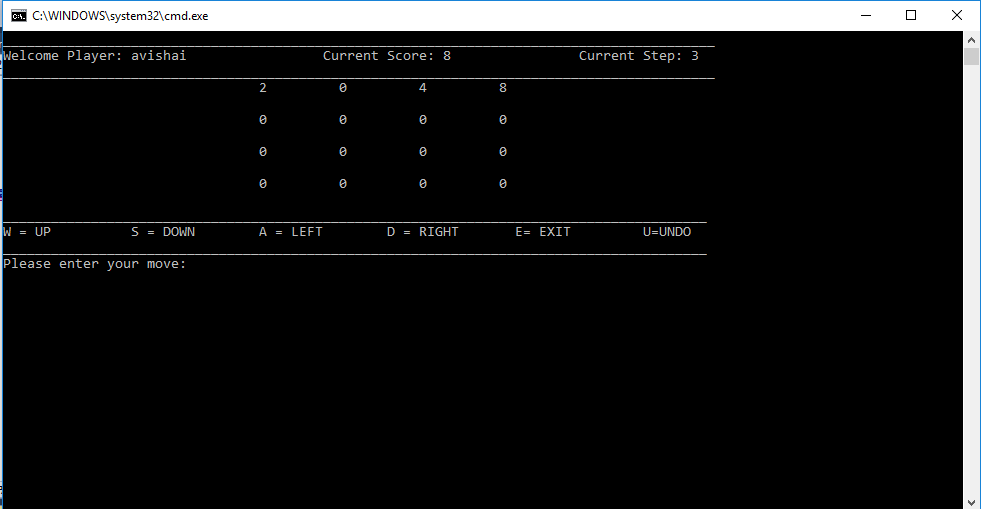 C:\WINDOWS\system32\cmd.exe
Welcome Player: avishai Current Score: 8 Current Step: 3
2 0 4 8
0 0 0 0
0 0 0 0
0 0 0 0
W = UP S = DOWN A = LEFT D = RIGHT E= EXIT U=UNDO
Please enter your move: